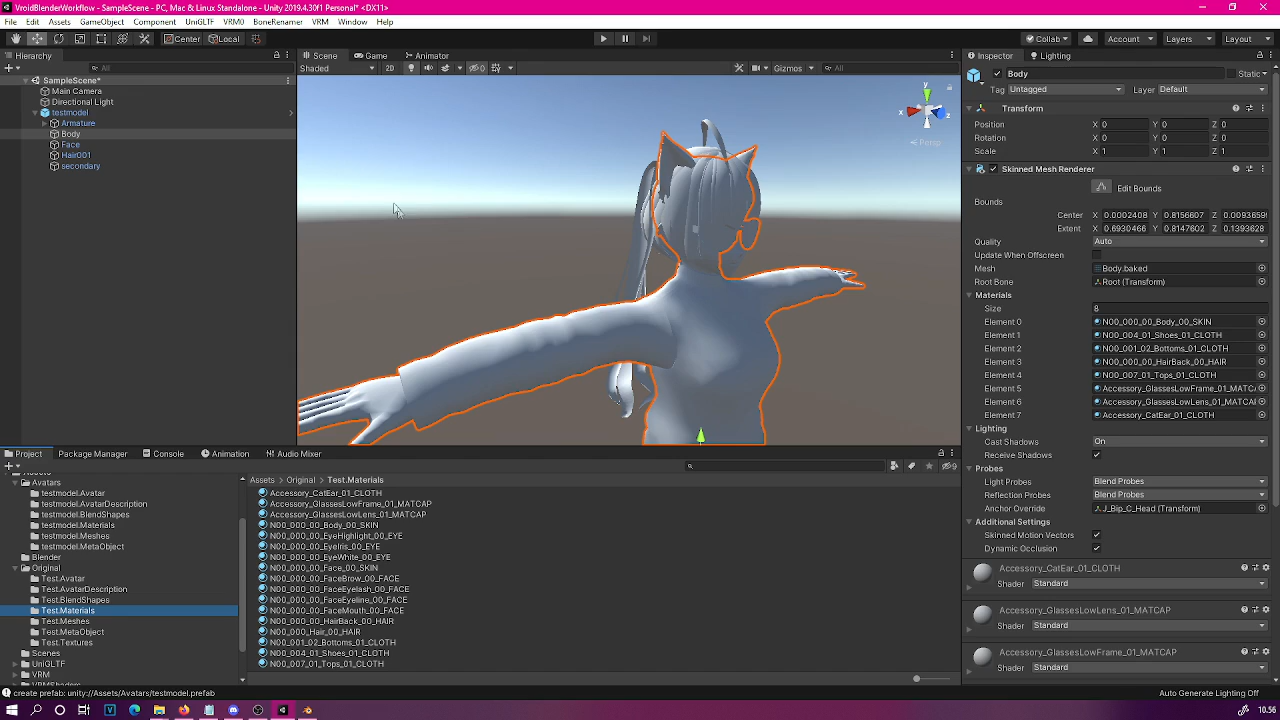 VroidBlenderWorkflow - SampleScene - PC, Mac & Linux Standalone - Unity 2019.4.30f1 Personal* <DX11>
File Edit Assets GameObject Component UniGLTF VRM0 BoneRenamer VRM Window Help
Center Local Collab Account Layers Layout
Hierarchy Scene Game Animator Inspector Lighting
All Shaded 2D 0 Gizmos All
SampleScene*
Main Camera
Directional Light
testmodel
Armature
Body
Face
Hair001
secondary
y
x z
Persp
Body Static
Tag Untagged Layer Default
Transform
Position X 0 Y 0 Z 0
Rotation X 0 Y 0 Z 0
Scale X 1 Y 1 Z 1
Skinned Mesh Renderer
Edit Bounds
Bounds
Center X 0.0002408 Y 0.8156607 Z 0.0093659
Extent X 0.6930466 Y 0.8147602 Z 0.1393628
Quality Auto
Update When Offscreen
Mesh Body.baked
Root Bone Root (Transform)
Materials
Size 8
Element 0 N00_000_00_Body_00_SKIN
Element 1 N00_004_01_Shoes_01_CLOTH
Element 2 N00_001_02_Bottoms_01_CLOTH
Element 3 N00_000_00_HairBack_00_HAIR
Element 4 N00_007_01_Tops_01_CLOTH
Element 5 Accessory_GlassesLowFrame_01_MATCA
Element 6 Accessory_GlassesLowLens_01_MATCAI
Element 7 Accessory_CatEar_01_CLOTH
Lighting
Cast Shadows On
Receive Shadows
Probes
Light Probes Blend Probes
Reflection Probes Blend Probes
Anchor Override J_Bip_C_Head (Transform)
Additional Settings
Skinned Motion Vectors
Dynamic Occlusion
Accessory_CatEar_01_CLOTH
Shader Standard
Accessory_GlassesLowLens_01_MATCAP
Shader Standard
Accessory_GlassesLowFrame_01_MATCAP
Shader Standard
Project Package Manager Console Animation Audio Mixer
9
Assets
Avatars
testmodel.Avatar
testmodel.AvatarDescription
testmodel.BlendShapes
testmodel.Materials
testmodel.Meshes
testmodel.MetaObject
Blender
Original
Test.Avatar
Test.AvatarDescription
Test.BlendShapes
Test.Materials
Test.Meshes
Test.MetaObject
Test.Textures
Scenes
UniGLTF
VRM
VRMShaders
Assets Original Test.Materials
Accessory_CatEar_01_CLOTH
Accessory_GlassesLowFrame_01_MATCAP
Accessory_GlassesLowLens_01_MATCAP
N00_000_00_Body_00_SKIN
N00_000_00_EyeHighlight_00_EYE
N00_000_00_EyeIris_00_EYE
N00_000_00_EyeWhite_00_EYE
N00_000_00_Face_00_SKIN
N00_000_00_FaceBrow_00_FACE
N00_000_00_FaceEyelash_00_FACE
N00_000_00_FaceEyeline_00_FACE
N00_000_00_FaceMouth_00_FACE
N00_000_00_HairBack_00_HAIR
N00_000_Hair_00_HAIR
N00_001_02_Bottoms_01_CLOTH
N00_004_01_Shoes_01_CLOTH
N00_007_01_Tops_01_CLOTH
create prefab: unity://Assets/Avatars/testmodel.prefab
Auto Generate Lighting Off
10.56